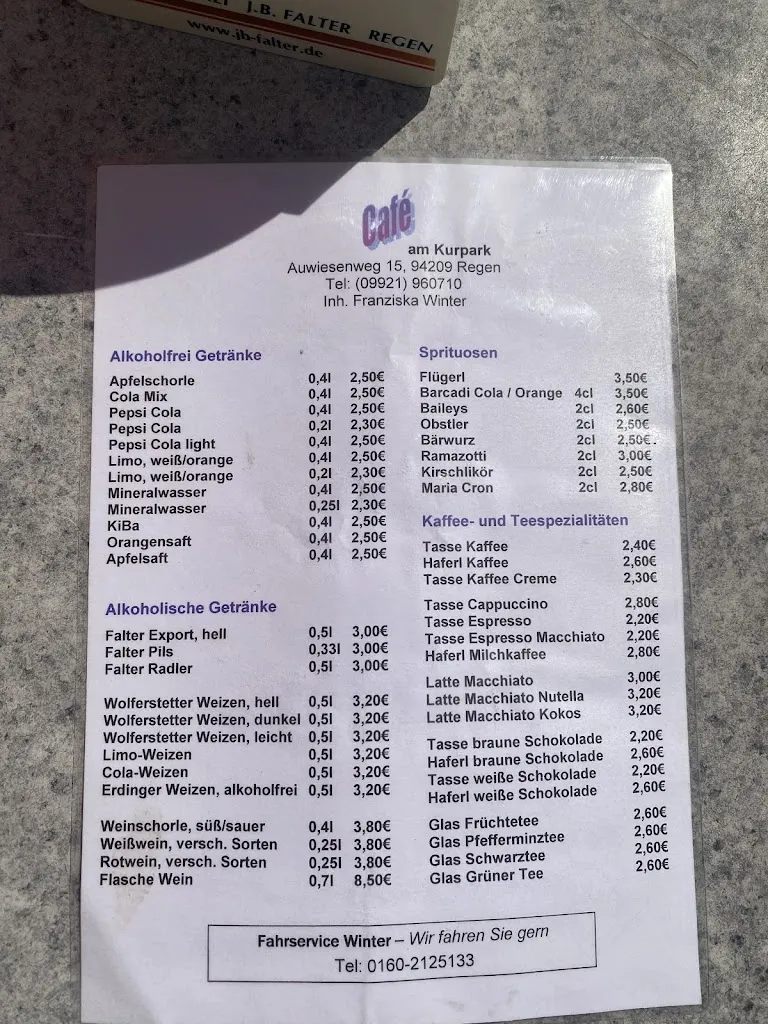 J.B. FALTER REGEN
www.jb-falter.de
Café
am Kurpark
Auwiesenweg 15, 94209 Regen
Tel: (09921) 960710
Inh. Franziska Winter
Alkoholfrei Getränke
Apfelschorle 0,4l 2,50€
Cola Mix 0,4l 2,50€
Pepsi Cola 0,4l 2,50€
Pepsi Cola 0,2l 2,30€
Pepsi Cola light 0,4l 2,50€
Limo, weiß/orange 0,4l 2,50€
Limo, weiß/orange 0,2l 2,30€
Mineralwasser 0,4l 2,50€
Mineralwasser 0,25l 2,30€
KiBa 0,4l 2,50€
Orangensaft 0,4l 2,50€
Apfelsaft 0,4l 2,50€
Alkoholische Getränke
Falter Export, hell 0,5l 3,00€
Falter Pils 0,33l 3,00€
Falter Radler 0,5l 3,00€
Wolferstetter Weizen, hell 0,5l 3,20€
Wolferstetter Weizen, dunkel 0,5l 3,20€
Wolferstetter Weizen, leicht 0,5l 3,20€
Limo-Weizen 0,5l 3,20€
Cola-Weizen 0,5l 3,20€
Erdinger Weizen, alkoholfrei 0,5l 3,20€
Weinschorle, süß/sauer 0,4l 3,80€
Weißwein, versch. Sorten 0,25l 3,80€
Rotwein, versch. Sorten 0,25l 3,80€
Flasche Wein 0,7l 8,50€
Sprituosen
Flügerl 3,50€
Barcadi Cola / Orange 4cl 3,50€
Baileys 2cl 2,60€
Obstler 2cl 2,50€
Bärwurz 2cl 2,50€.
Ramazotti 2cl 3,00€
Kirschlikör 2cl 2,50€
Maria Cron 2cl 2,80€
Kaffee- und Teespezialitäten
Tasse Kaffee 2,40€
Haferl Kaffee 2,60€
Tasse Kaffee Creme 2,30€
Tasse Cappuccino 2,80€
Tasse Espresso 2,20€
Tasse Espresso Macchiato 2,20€
Haferl Milchkaffee 2,80€
Latte Macchiato 3,00€
Latte Macchiato Nutella 3,20€
Latte Macchiato Kokos 3,20€
Tasse braune Schokolade 2,20€
Haferl braune Schokolade 2,60€
Tasse weiße Schokolade 2,20€
Haferl weiße Schokolade 2,60€
Glas Früchtetee 2,60€
Glas Pfefferminztee 2,60€
Glas Schwarztee 2,60€
Glas Grüner Tee 2,60€
Fahrservice Winter – Wir fahren Sie gern
Tel: 0160-2125133